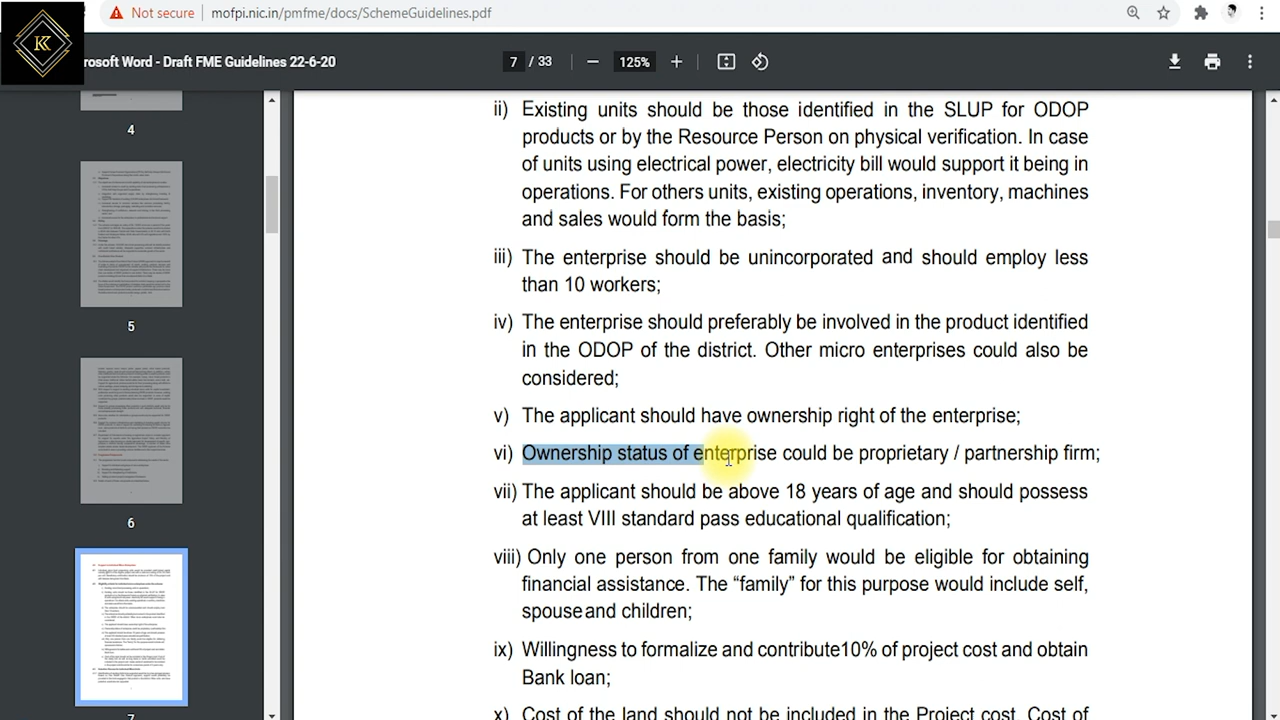 Not secure mofpi.nic.in/pmfme/docs/SchemeGuidelines.pdf
K
rosoft Word - Draft FME Guidelines 22-6-20
7 / 33
125%
4
5
6
7
ii) Existing units should be those identified in the SLUP for ODOP
products or by the Resource Person on physical verification. In case
of units using electrical power, electricity bill would support it being in
operations. For others units, existing operations, inventory, machines
and sales would form the basis;
iii) The enterprise should be unincorporated and should employ less
than 10 workers;
iv) The enterprise should preferably be involved in the product identified
in the ODOP of the district. Other micro enterprises could also be
considered;
v) The applicant should have ownership right of the enterprise;
vi) Ownership status of enterprise could be proprietary / partnership firm;
vii) The applicant should be above 18 years of age and should possess
at least VIII standard pass educational qualification;
viii) Only one person from one family would be eligible for obtaining
financial assistance. The “family” for this purpose would include self,
spouse and children;
ix) Willingness to formalize and contribute 10% of project cost and obtain
Bank loan;
x) Cost of the land should not be included in the Project cost. Cost of